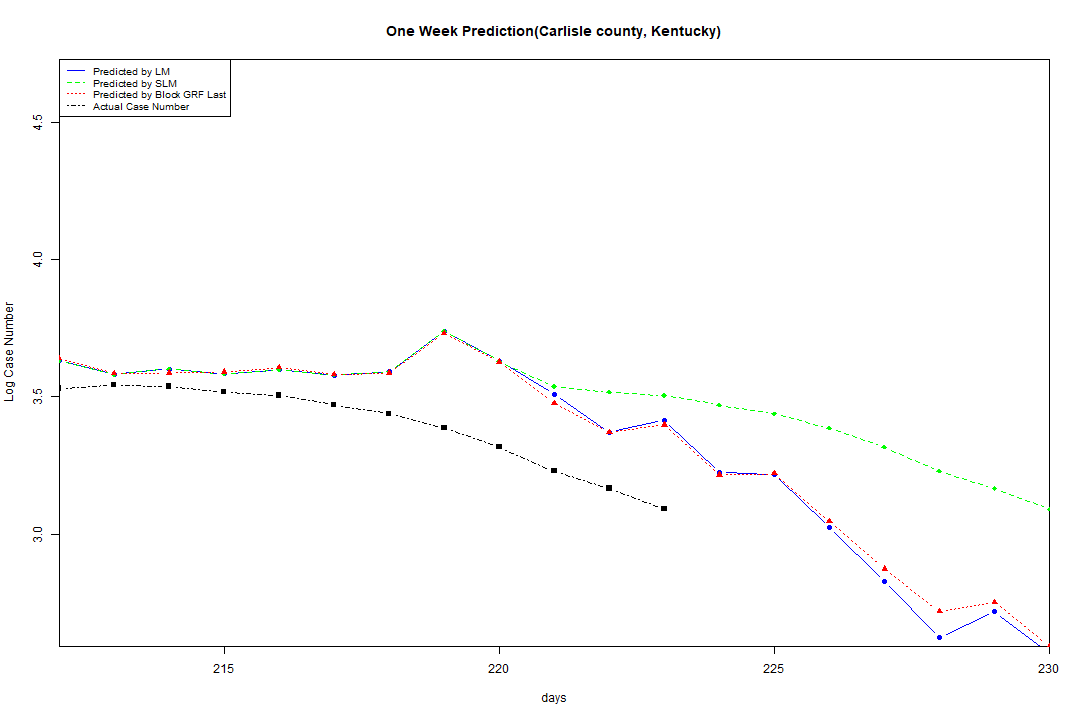 One Week Prediction(Carlisle county, Kentucky)
Predicted by LM
Predicted by SLM
Predicted by Block GRF Last
Actual Case Number
4.5
4.0
3.5
3.0
Log Case Number
215 220 225 230
days